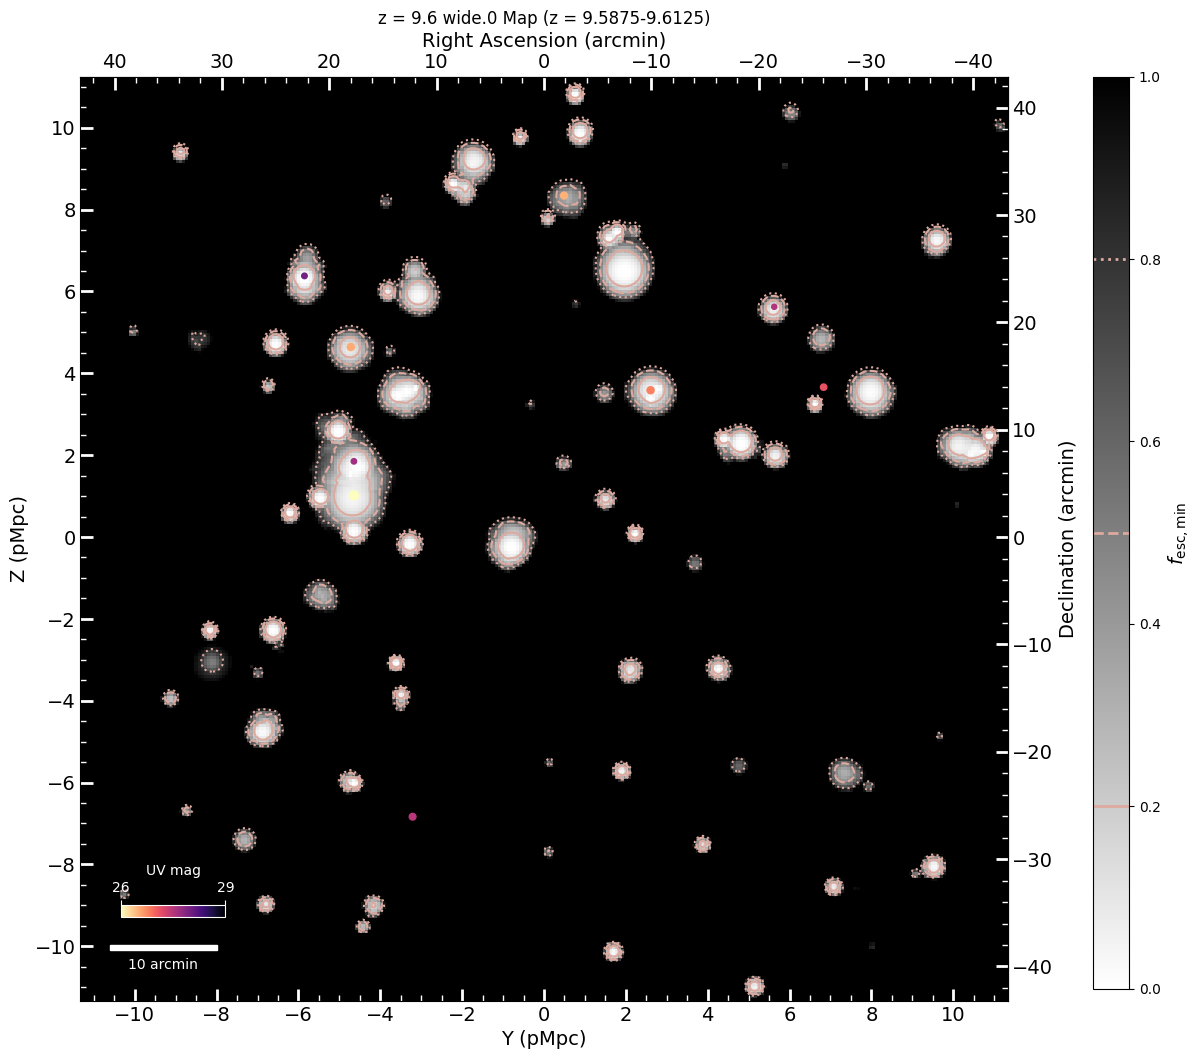 z = 9.6 wide.0 Map (z = 9.5875-9.6125)
Right Ascension (arcmin)
40 30 20 10 0 −10 −20 −30 −40
10
8
6
4
2
0
−2
−4
−6
−8
−10
Z (pMpc)
40
30
20
10
0
−10
−20
−30
−40
Declination (arcmin)
1.0
0.8
0.6
0.4
0.2
0.0
fesc,min
UV mag
26 29
10 arcmin
−10 −8 −6 −4 −2 0 2 4 6 8 10
Y (pMpc)